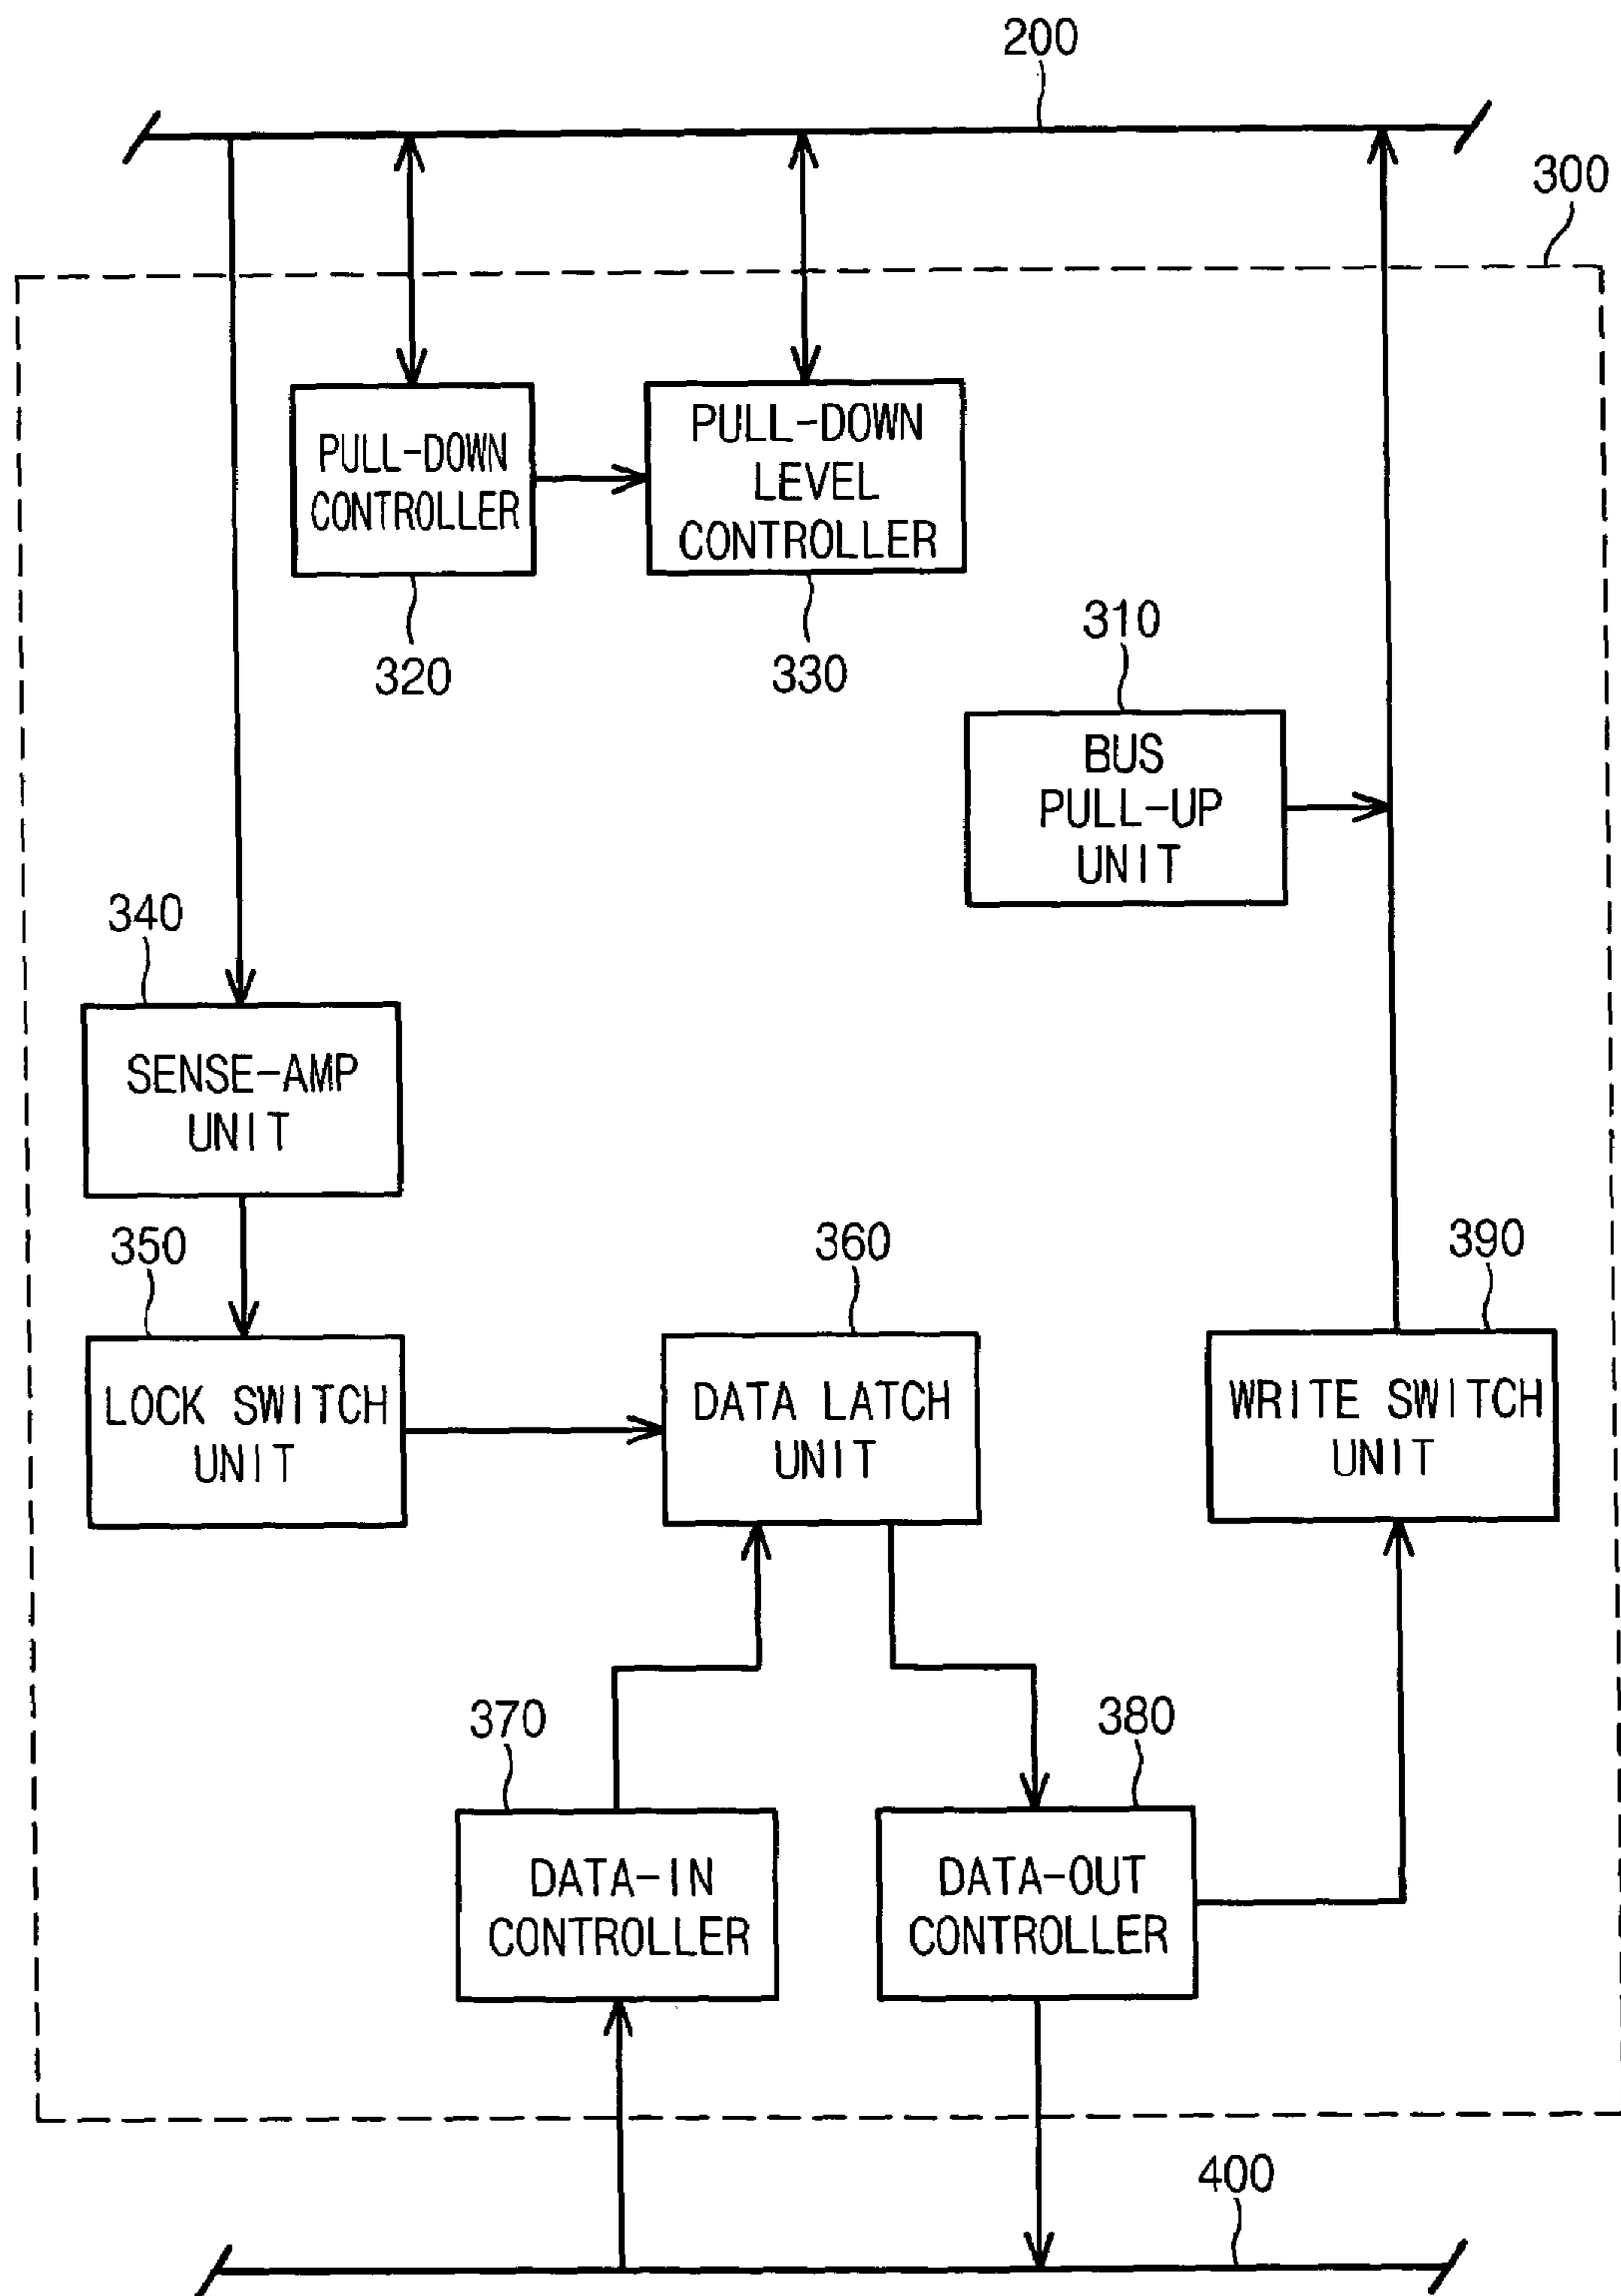 200
300
PULL-DOWN
CONTROLLER
320
PULL-DOWN
LEVEL
CONTROLLER
330
310
BUS
PULL-UP
UNIT
340
SENSE-AMP
UNIT
350
LOCK SWITCH
UNIT
360
DATA LATCH
UNIT
390
WRITE SWITCH
UNIT
370
DATA-IN
CONTROLLER
380
DATA-OUT
CONTROLLER
400